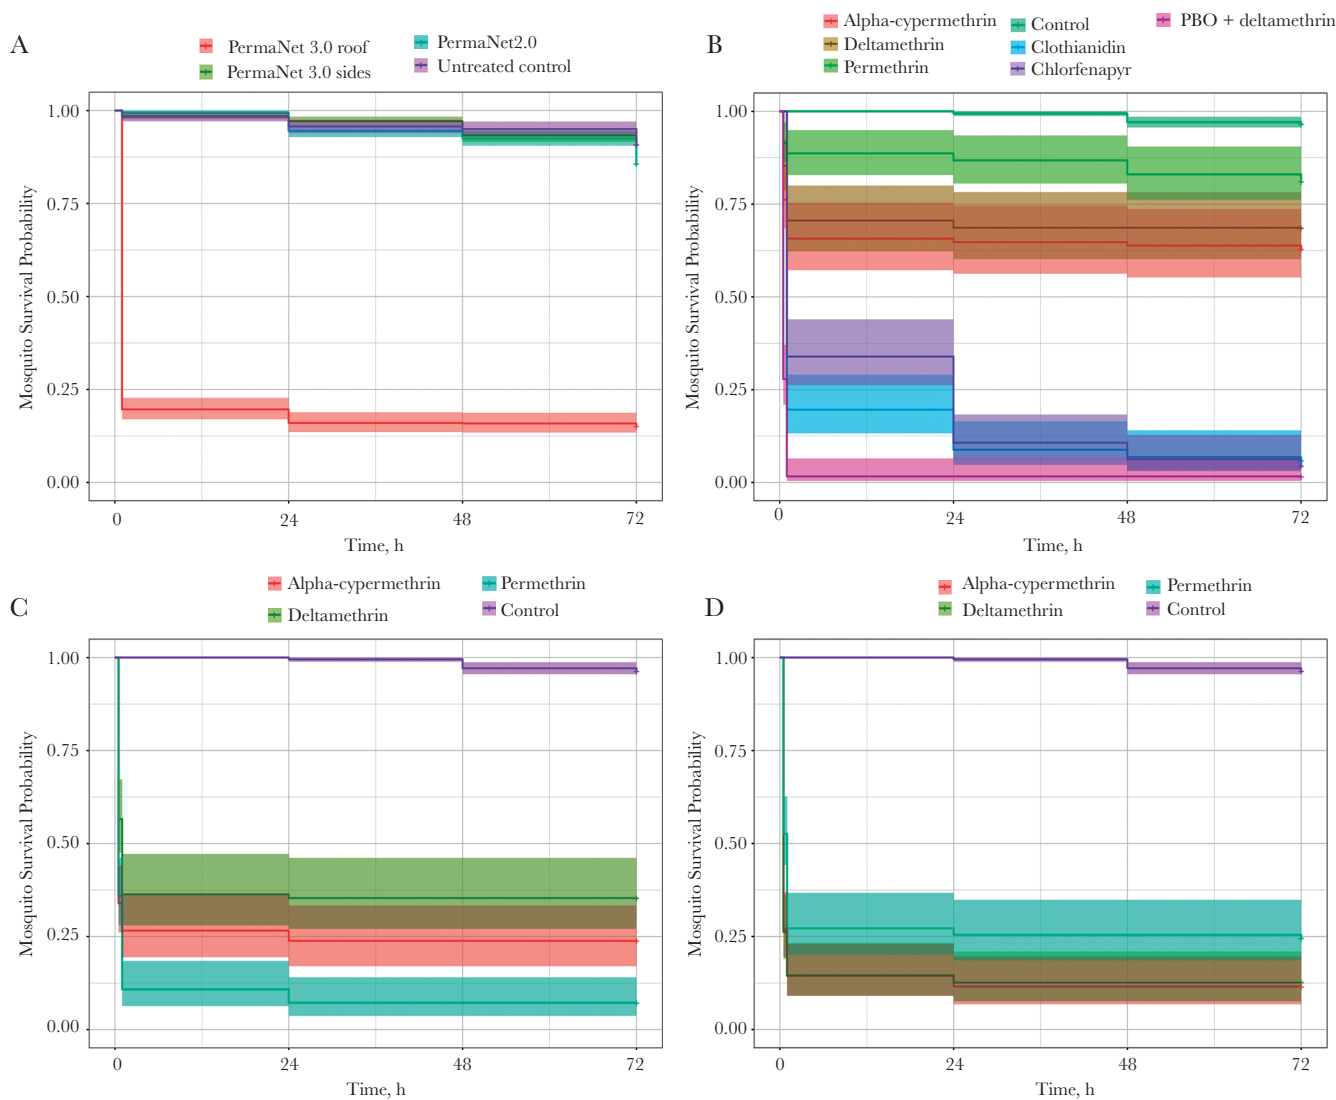 A
PermaNet 3.0 roof
PermaNet 3.0 sides
PermaNet2.0
Untreated control
Mosquito Survival Probability
1.00
0.75
0.50
0.25
0.00
0
24
48
72
Time, h
B
Alpha-cypermethrin
Deltamethrin
Permethrin
Control
Clothianidin
Chlorfenapyr
PBO + deltamethrin
Mosquito Survival Probability
1.00
0.75
0.50
0.25
0.00
0
24
48
72
Time, h
C
Alpha-cypermethrin
Deltamethrin
Permethrin
Control
Mosquito Survival Probability
1.00
0.75
0.50
0.25
0.00
0
24
48
72
Time, h
D
Alpha-cypermethrin
Deltamethrin
Permethrin
Control
Mosquito Survival Probability
1.00
0.75
0.50
0.25
0.00
0
24
48
72
Time, h